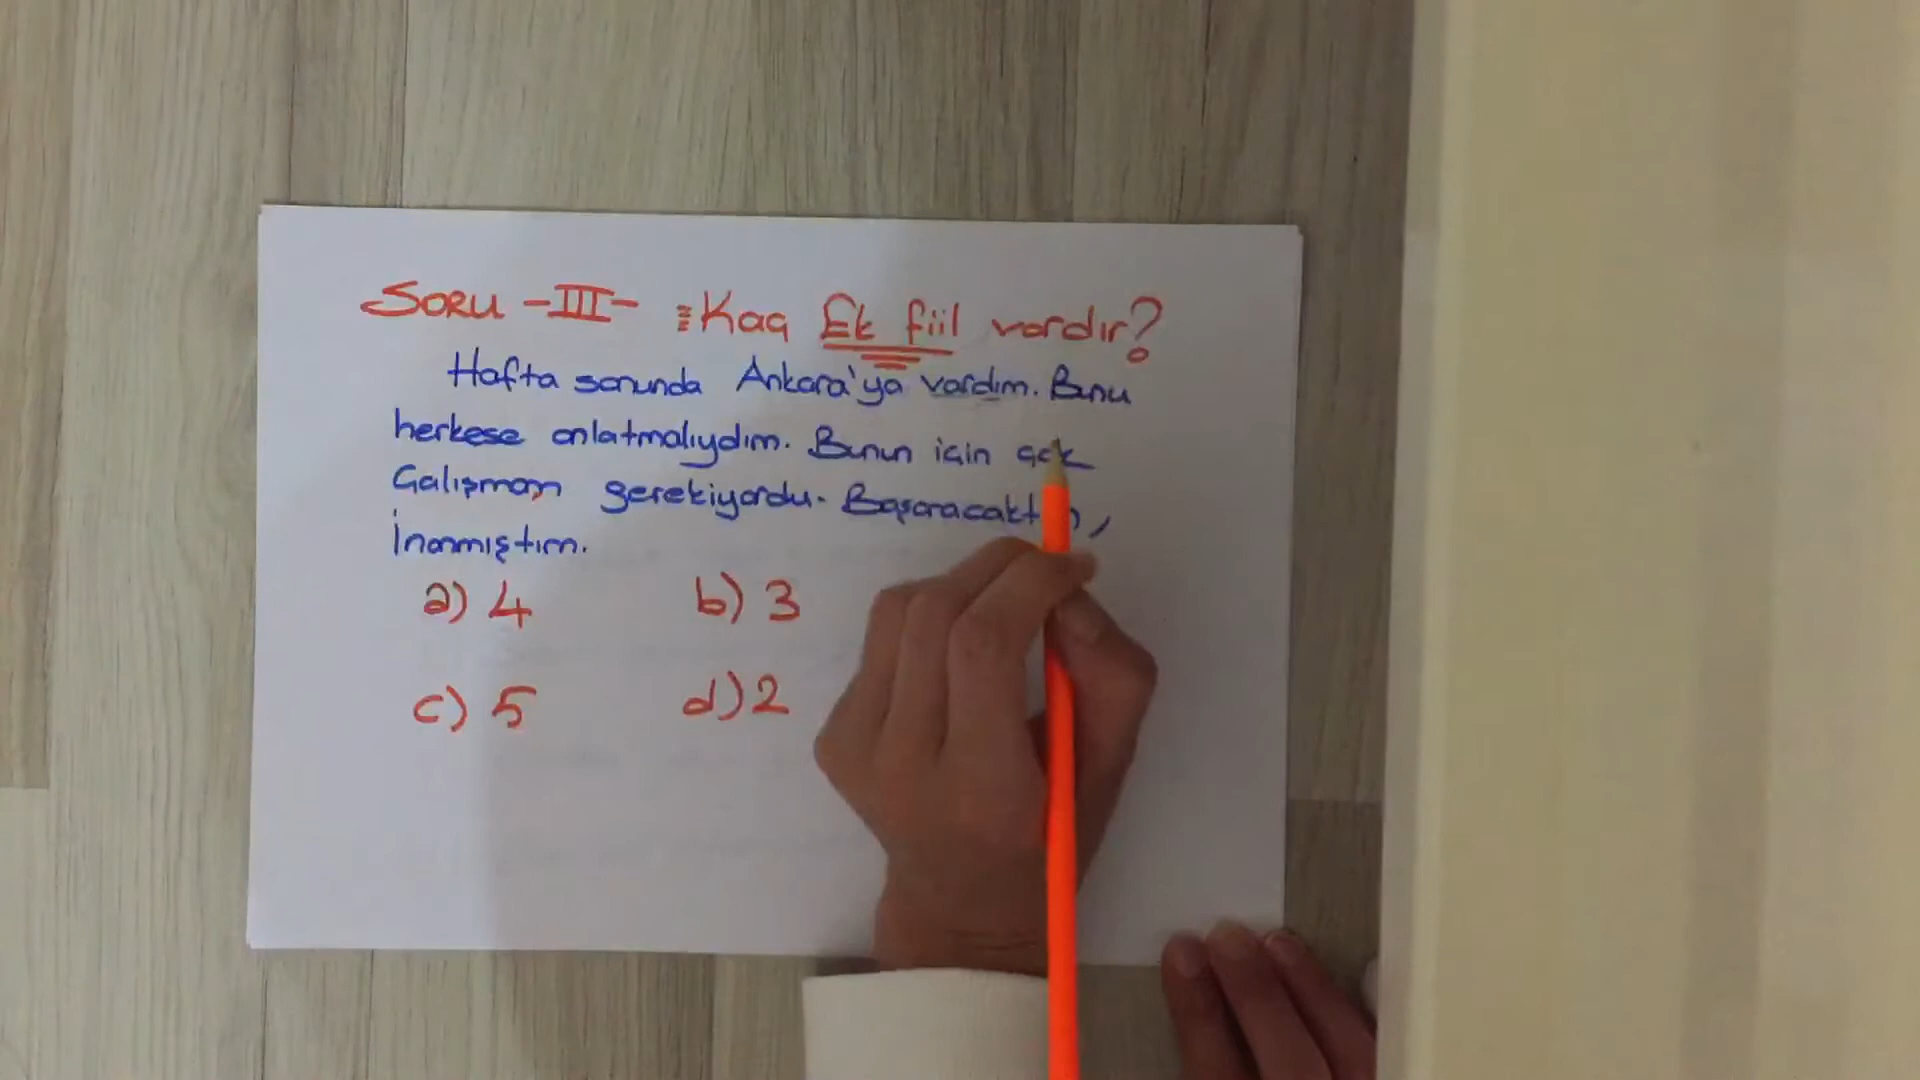 SORU -III- Kaç Ek fiil vardır?
Hafta sonunda Ankara'ya vardım. Bunu
herkese anlatmalıydım. Bunun için çok
Çalışmam gerekiyordu. 
İnanmıştım.
a) 4 b) 3
c) 5 d) 2